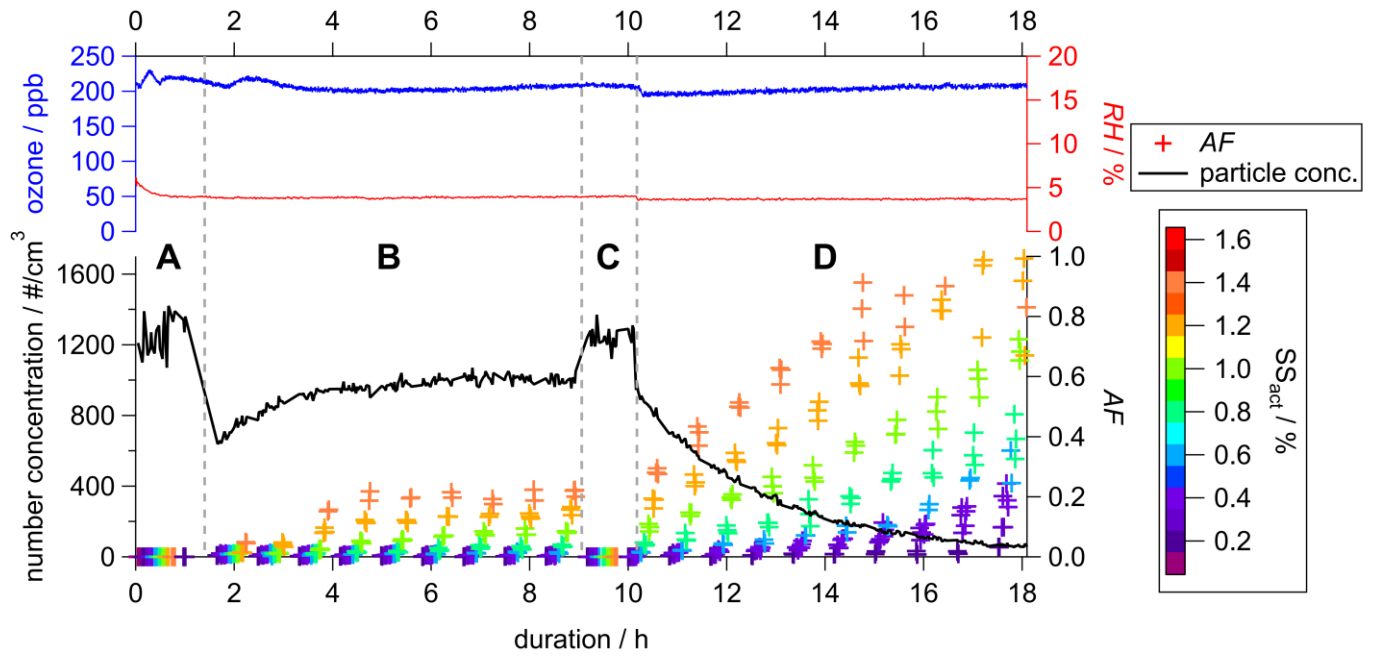 0 2 4 6 8 10 12 14 16 18
250
200
150
100
50
0
ozone / ppb
20
15
10
5
0
RH / %
AF
particle conc.
A B C D
1600
1200
800
400
0
number concentration / #/cm3
1.0
0.8
0.6
0.4
0.2
0.0
AF
0 2 4 6 8 10 12 14 16 18
duration / h
1.6
1.4
1.2
1.0
0.8
0.6
0.4
0.2
SSact / %